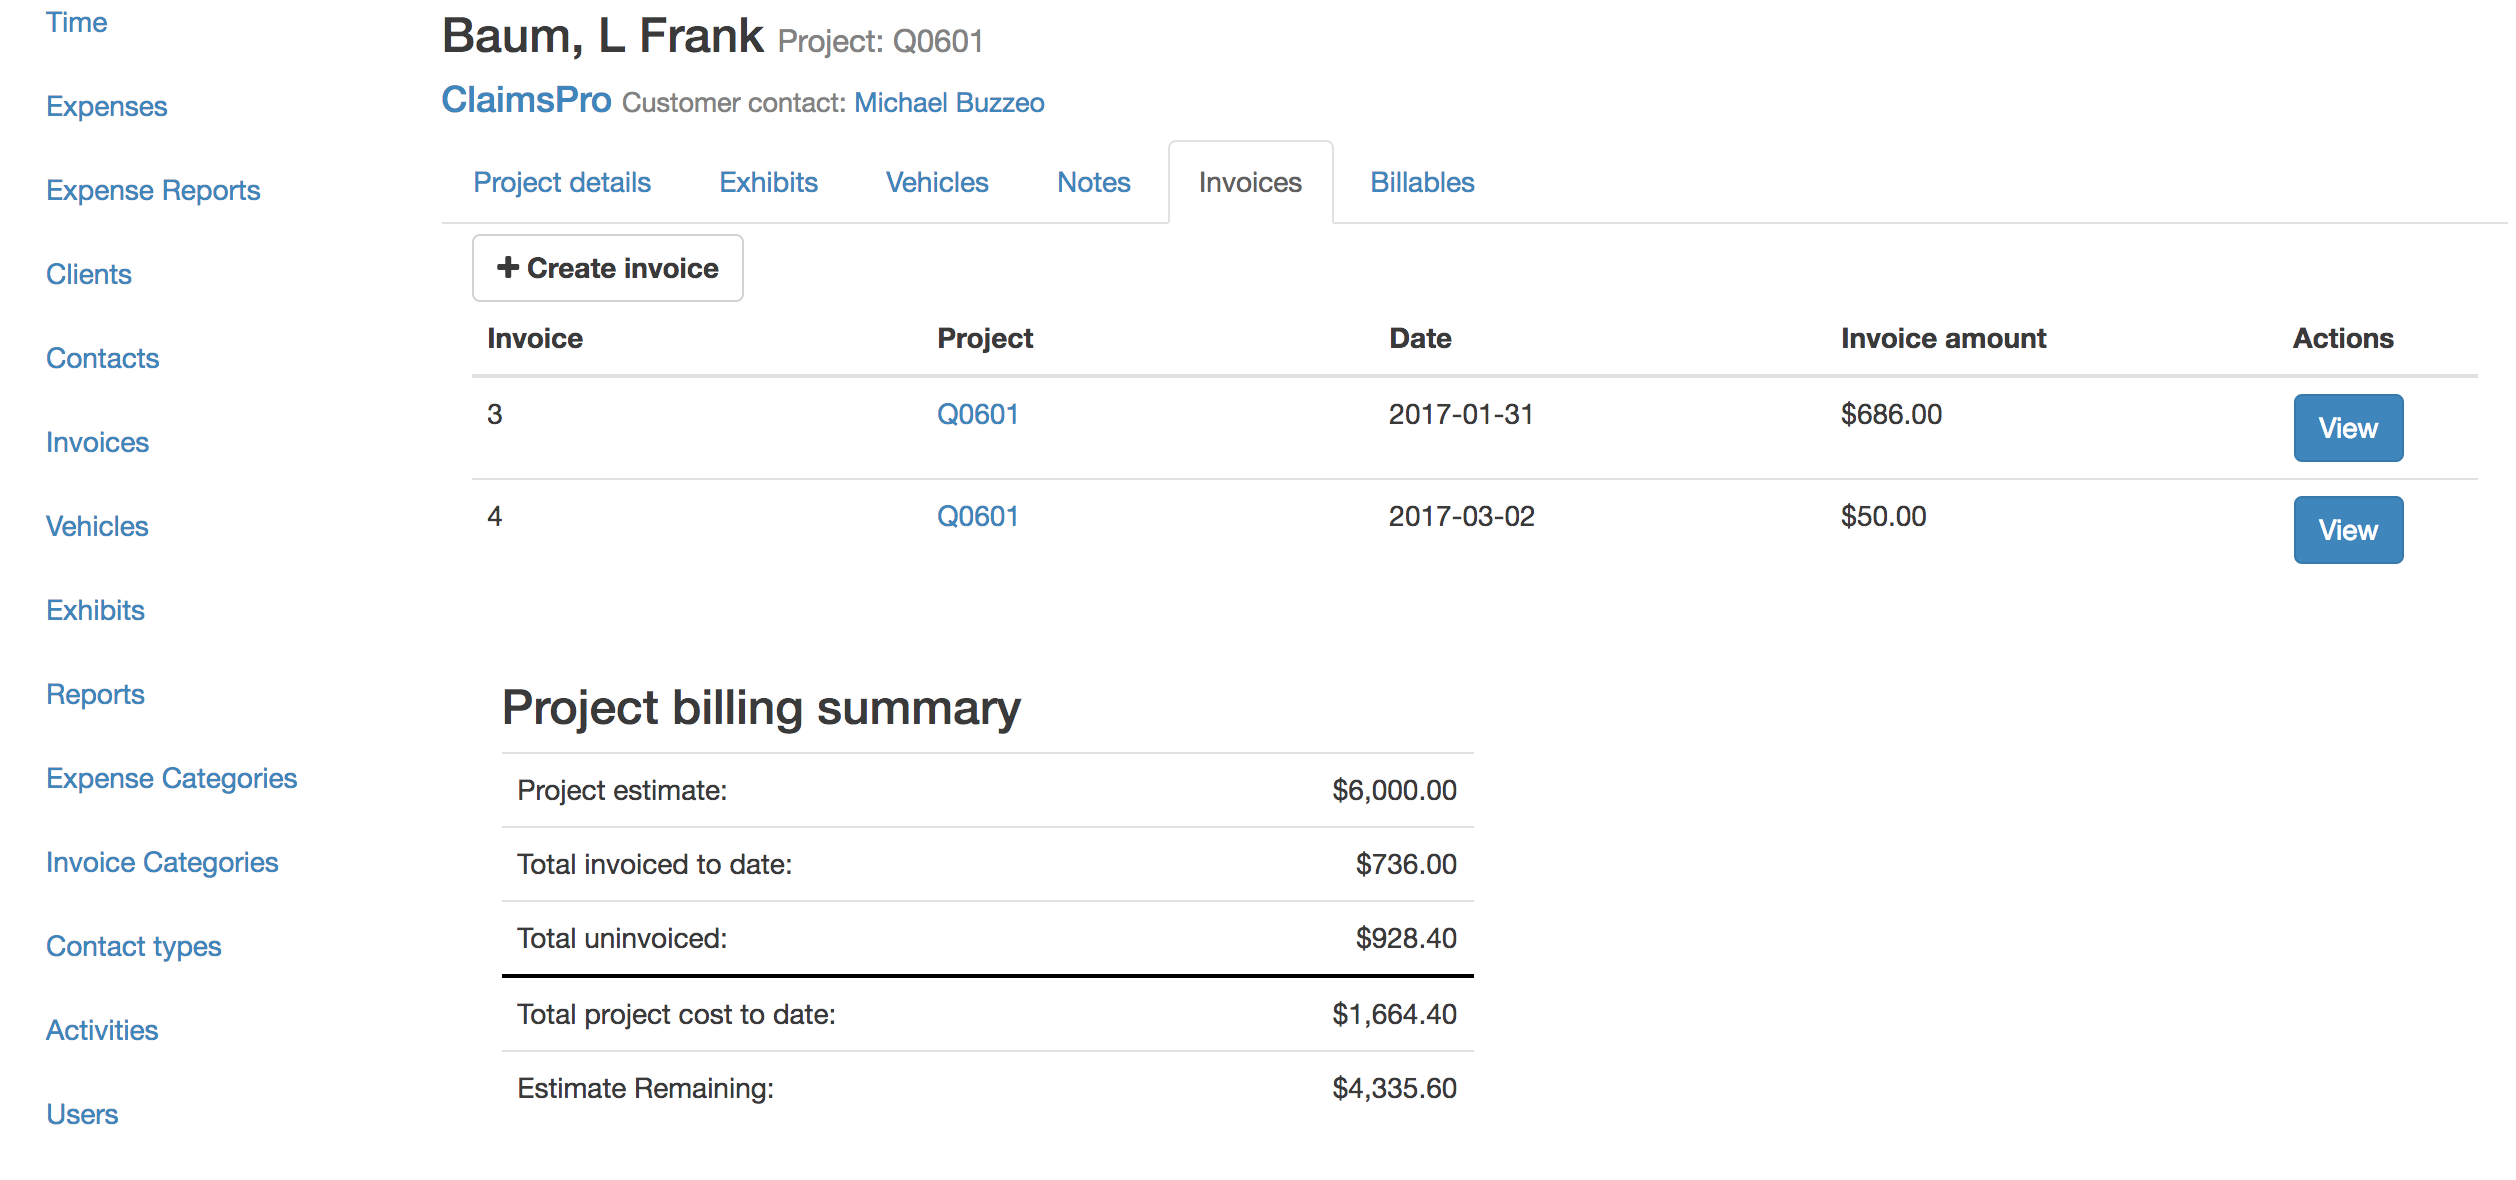 Time
Expenses
Expense Reports
Clients
Contacts
Invoices
Vehicles
Exhibits
Reports
Expense Categories
Invoice Categories
Contact types
Activities
Users
Baum, L Frank Project: Q0601
ClaimsPro Customer contact: Michael Buzzeo
Project details Exhibits Vehicles Notes Invoices Billables
+ Create invoice
Invoice Project Date Invoice amount Actions
3 Q0601 2017-01-31 $686.00 View
4 Q0601 2017-03-02 $50.00 View
Project billing summary
Project estimate: $6,000.00
Total invoiced to date: $736.00
Total uninvoiced: $928.40
Total project cost to date: $1,664.40
Estimate Remaining: $4,335.60